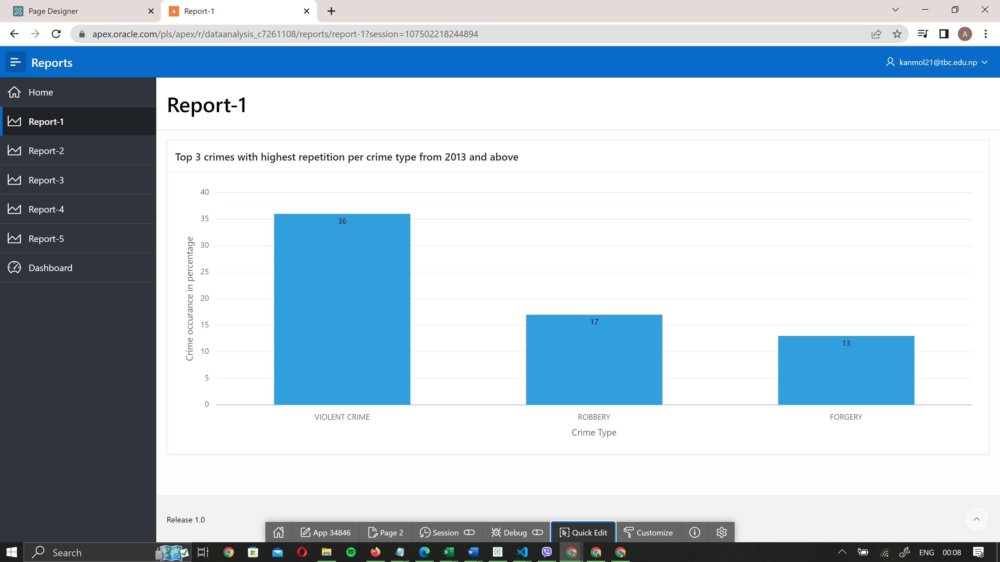 Page Designer
Report-1
apex.oracle.com/pls/apex/r/dataanalysis_c7261108/reports/report-1?session=107502218244894
A
Reports
kanmol21@tbc.edu.np
Home
Report-1
Report-2
Report-3
Report-4
Report-5
Dashboard
Report-1
Top 3 crimes with highest repetition per crime type from 2013 and above
Crime occurance in percentage
40
35
30
25
20
15
10
5
0
36
17
13
VIOLENT CRIME
ROBBERY
FORGERY
Crime Type
Release 1.0
App 34846
Page 2
Session
Debug
Quick Edit
Customize
Search
ENG
00:08